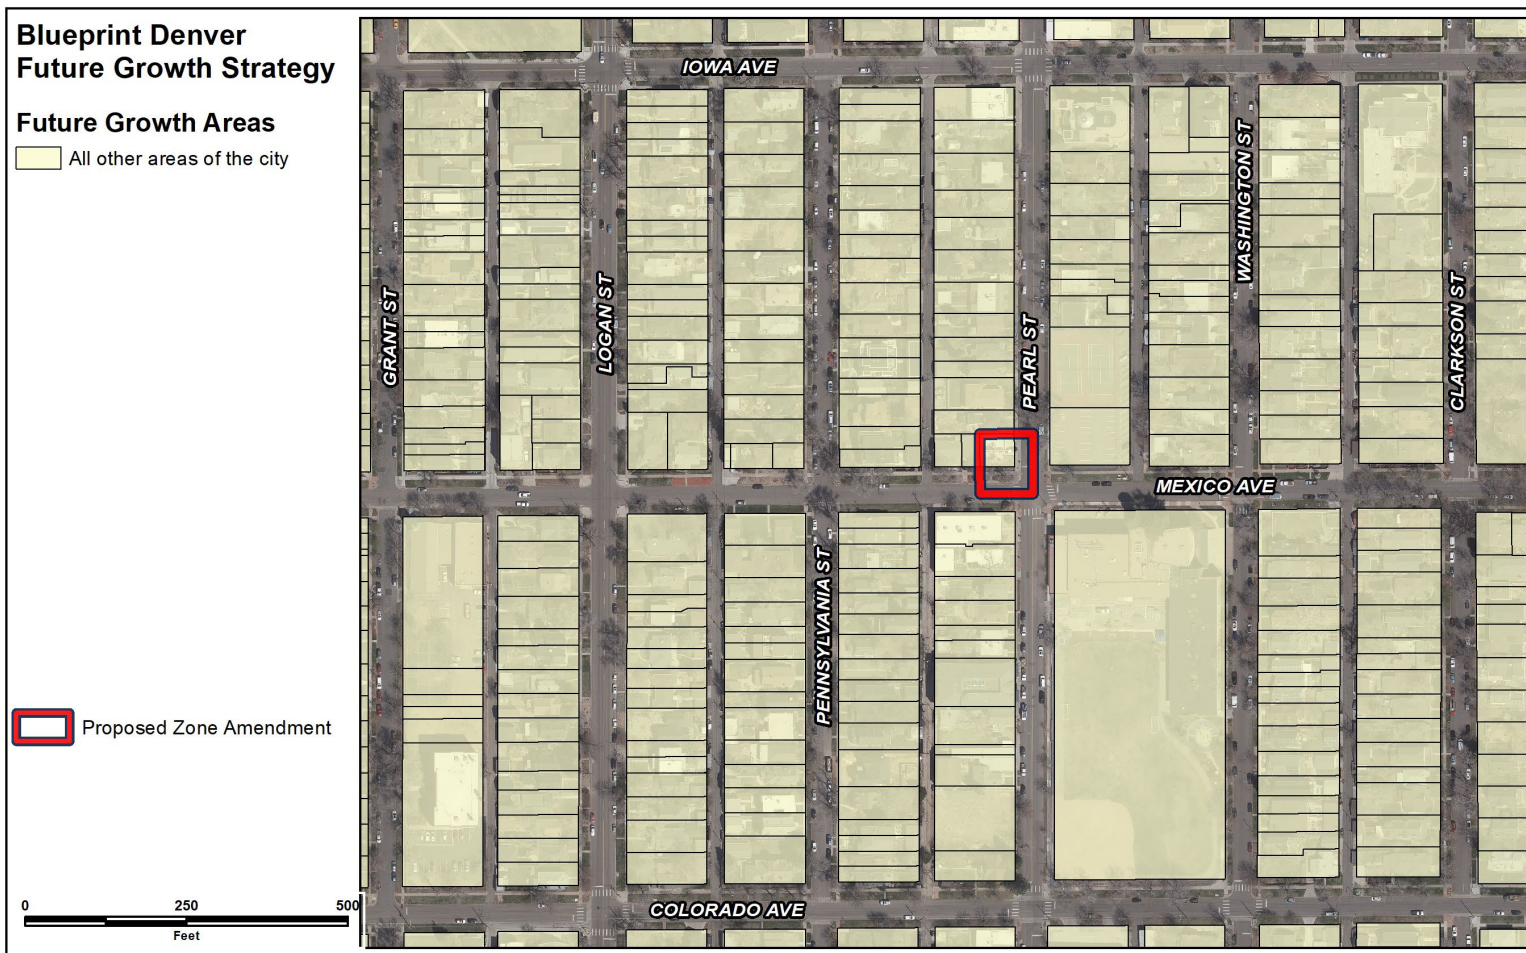 Blueprint Denver
Future Growth Strategy
Future Growth Areas
All other areas of the city
Proposed Zone Amendment
0 250 500
Feet
IOWA AVE
GRANT ST
LOGAN ST
PEARL ST
WASHINGTON ST
CLARKSON ST
MEXICO AVE
PENNSYLVANIA ST
COLORADO AVE